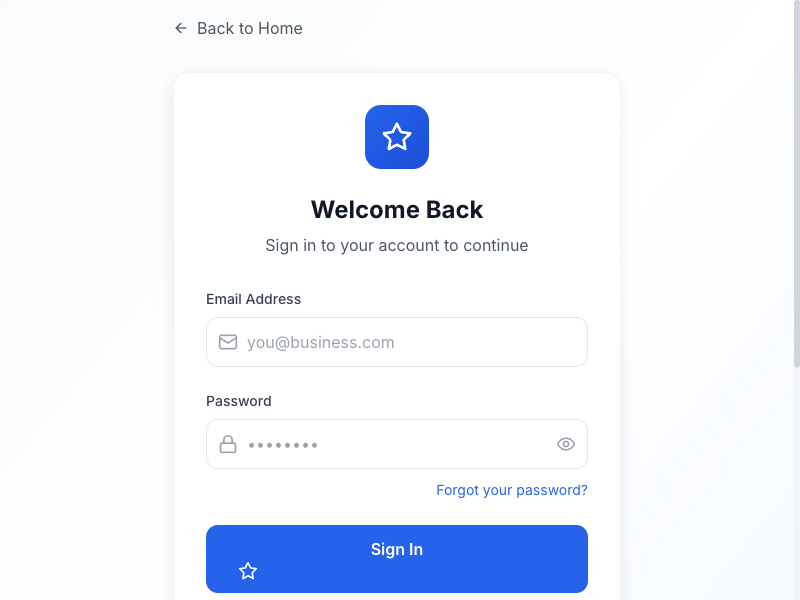 Back to Home
Welcome Back
Sign in to your account to continue
Email Address
you@business.com
Password
••••••••
Forgot your password?
Sign In